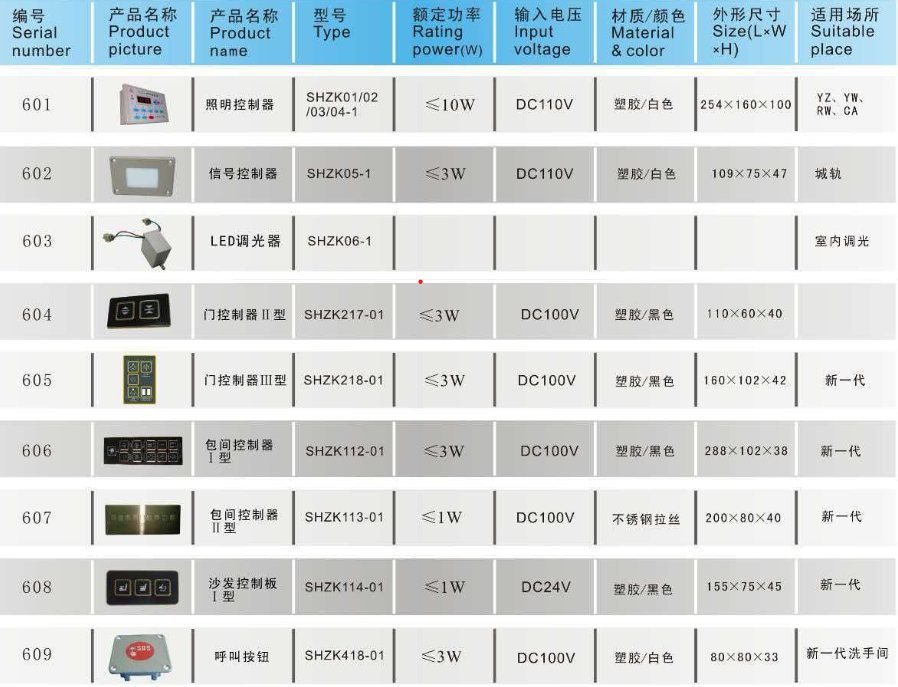 编号 产品名称 产品名称 型号 额定功率 输入电压 材质/颜色 外形尺寸 适用场所
Serial Product Product Type Rating Input Material Size(L×W Suitable
number picture name power(W) voltage & color ×H) place
601 照明控制器 SHZK01/02 ≤10W DC110V 塑胶/白色 254×160×100 YZ、YW、
/03/04-1 RW、CA
602 信号控制器 SHZK05-1 ≤3W DC110V 塑胶/白色 109×75×47 城轨
603 LED调光器 SHZK06-1 室内调光
604 门控制器Ⅱ型 SHZK217-01 ≤3W DC100V 塑胶/黑色 110×60×40
605 门控制器Ⅲ型 SHZK218-01 ≤3W DC100V 塑胶/黑色 160×102×42 新一代
606 包间控制器 SHZK112-01 ≤3W DC100V 塑胶/黑色 288×102×38 新一代
Ⅰ型
607 包间控制器 SHZK113-01 ≤1W DC100V 不锈钢拉丝 200×80×40 新一代
Ⅱ型
608 沙发控制板 SHZK114-01 ≤1W DC24V 塑胶/黑色 155×75×45 新一代
Ⅰ型
609 SOS 呼叫按钮 SHZK418-01 ≤3W DC100V 塑胶/白色 80×80×33 新一代洗手间